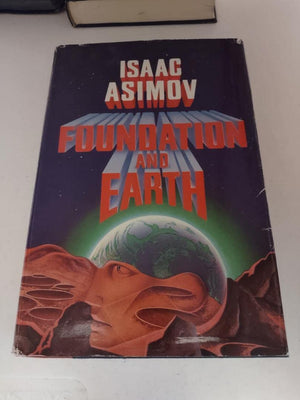 ISAAC
ASIMOV
FOUNDATION
AND
EARTH